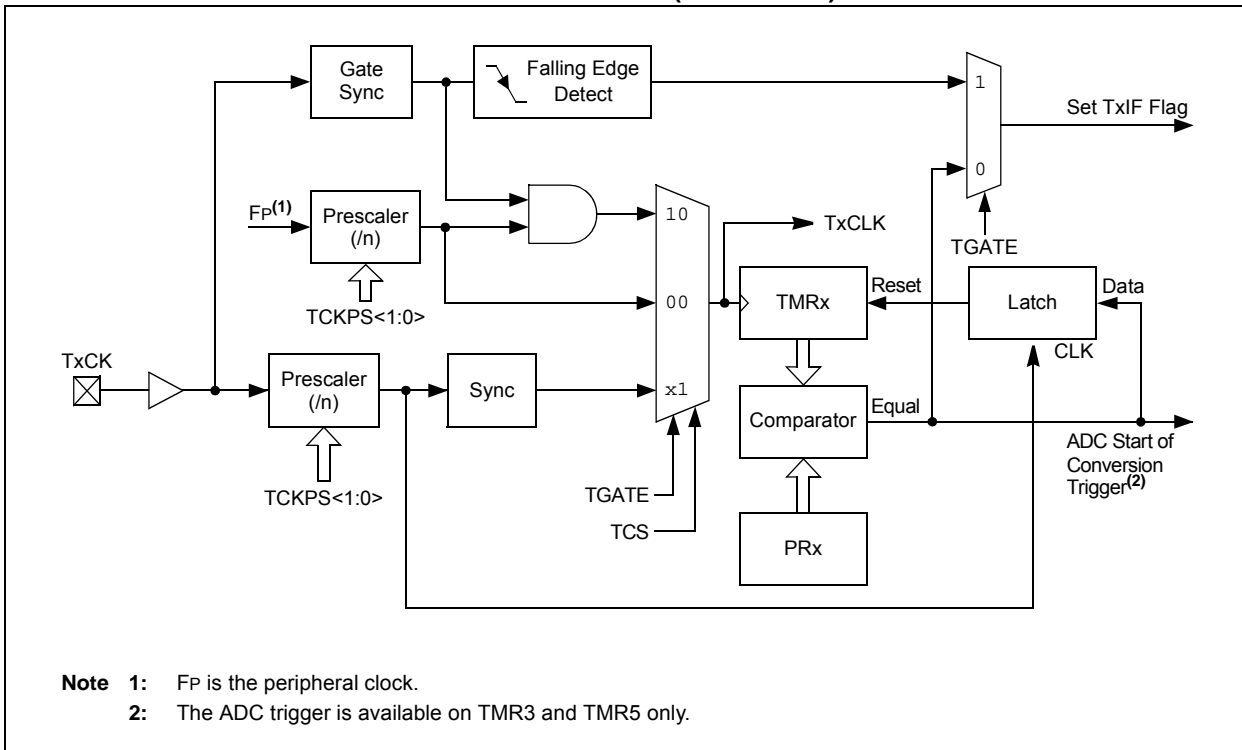 Gate
Sync
Falling Edge
Detect
1
Set TxIF Flag
0
FP(1)
Prescaler
(/n)
10
TxCLK
TGATE
TCKPS<1:0>
00
TMRx
Reset
Latch
Data
CLK
TxCK
Prescaler
(/n)
Sync
x1
Comparator
Equal
ADC Start of
Conversion
Trigger(2)
TCKPS<1:0>
TGATE
TCS
PRx
Note 1: FP is the peripheral clock.
2: The ADC trigger is available on TMR3 and TMR5 only.